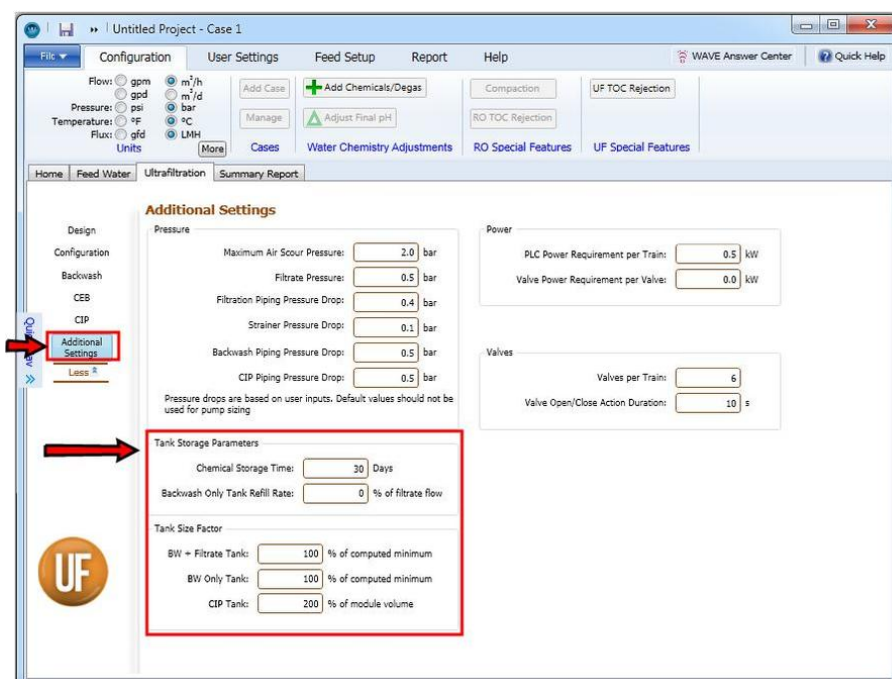 Untitled Project - Case 1
File Configuration User Settings Feed Setup Report Help WAVE Answer Center Quick Help
Flow: gpm m³/h
gpd m³/d
Pressure: psi bar
Temperature: ºF ºC
Flux: gfd LMH
Units More
Add Case
Manage
Cases
Add Chemicals/Degas
Adjust Final pH
Water Chemistry Adjustments
Compaction
RO TOC Rejection
RO Special Features
UF TOC Rejection
UF Special Features
Home Feed Water Ultrafiltration Summary Report
Design
Configuration
Backwash
CEB
CIP
Additional
Settings
Less
UF
Additional Settings
Pressure
Maximum Air Scour Pressure: 2.0 bar
Filtrate Pressure: 0.5 bar
Filtration Piping Pressure Drop: 0.4 bar
Strainer Pressure Drop: 0.1 bar
Backwash Piping Pressure Drop: 0.5 bar
CIP Piping Pressure Drop: 0.5 bar
Pressure drops are based on user inputs. Default values should not be
used for pump sizing
Tank Storage Parameters
Chemical Storage Time: 30 Days
Backwash Only Tank Refill Rate: 0 % of filtrate flow
Tank Size Factor
BW + Filtrate Tank: 100 % of computed minimum
BW Only Tank: 100 % of computed minimum
CIP Tank: 200 % of module volume
Power
PLC Power Requirement per Train: 0.5 kW
Valve Power Requirement per Valve: 0.0 kW
Valves
Valves per Train: 6
Valve Open/Close Action Duration: 10 s